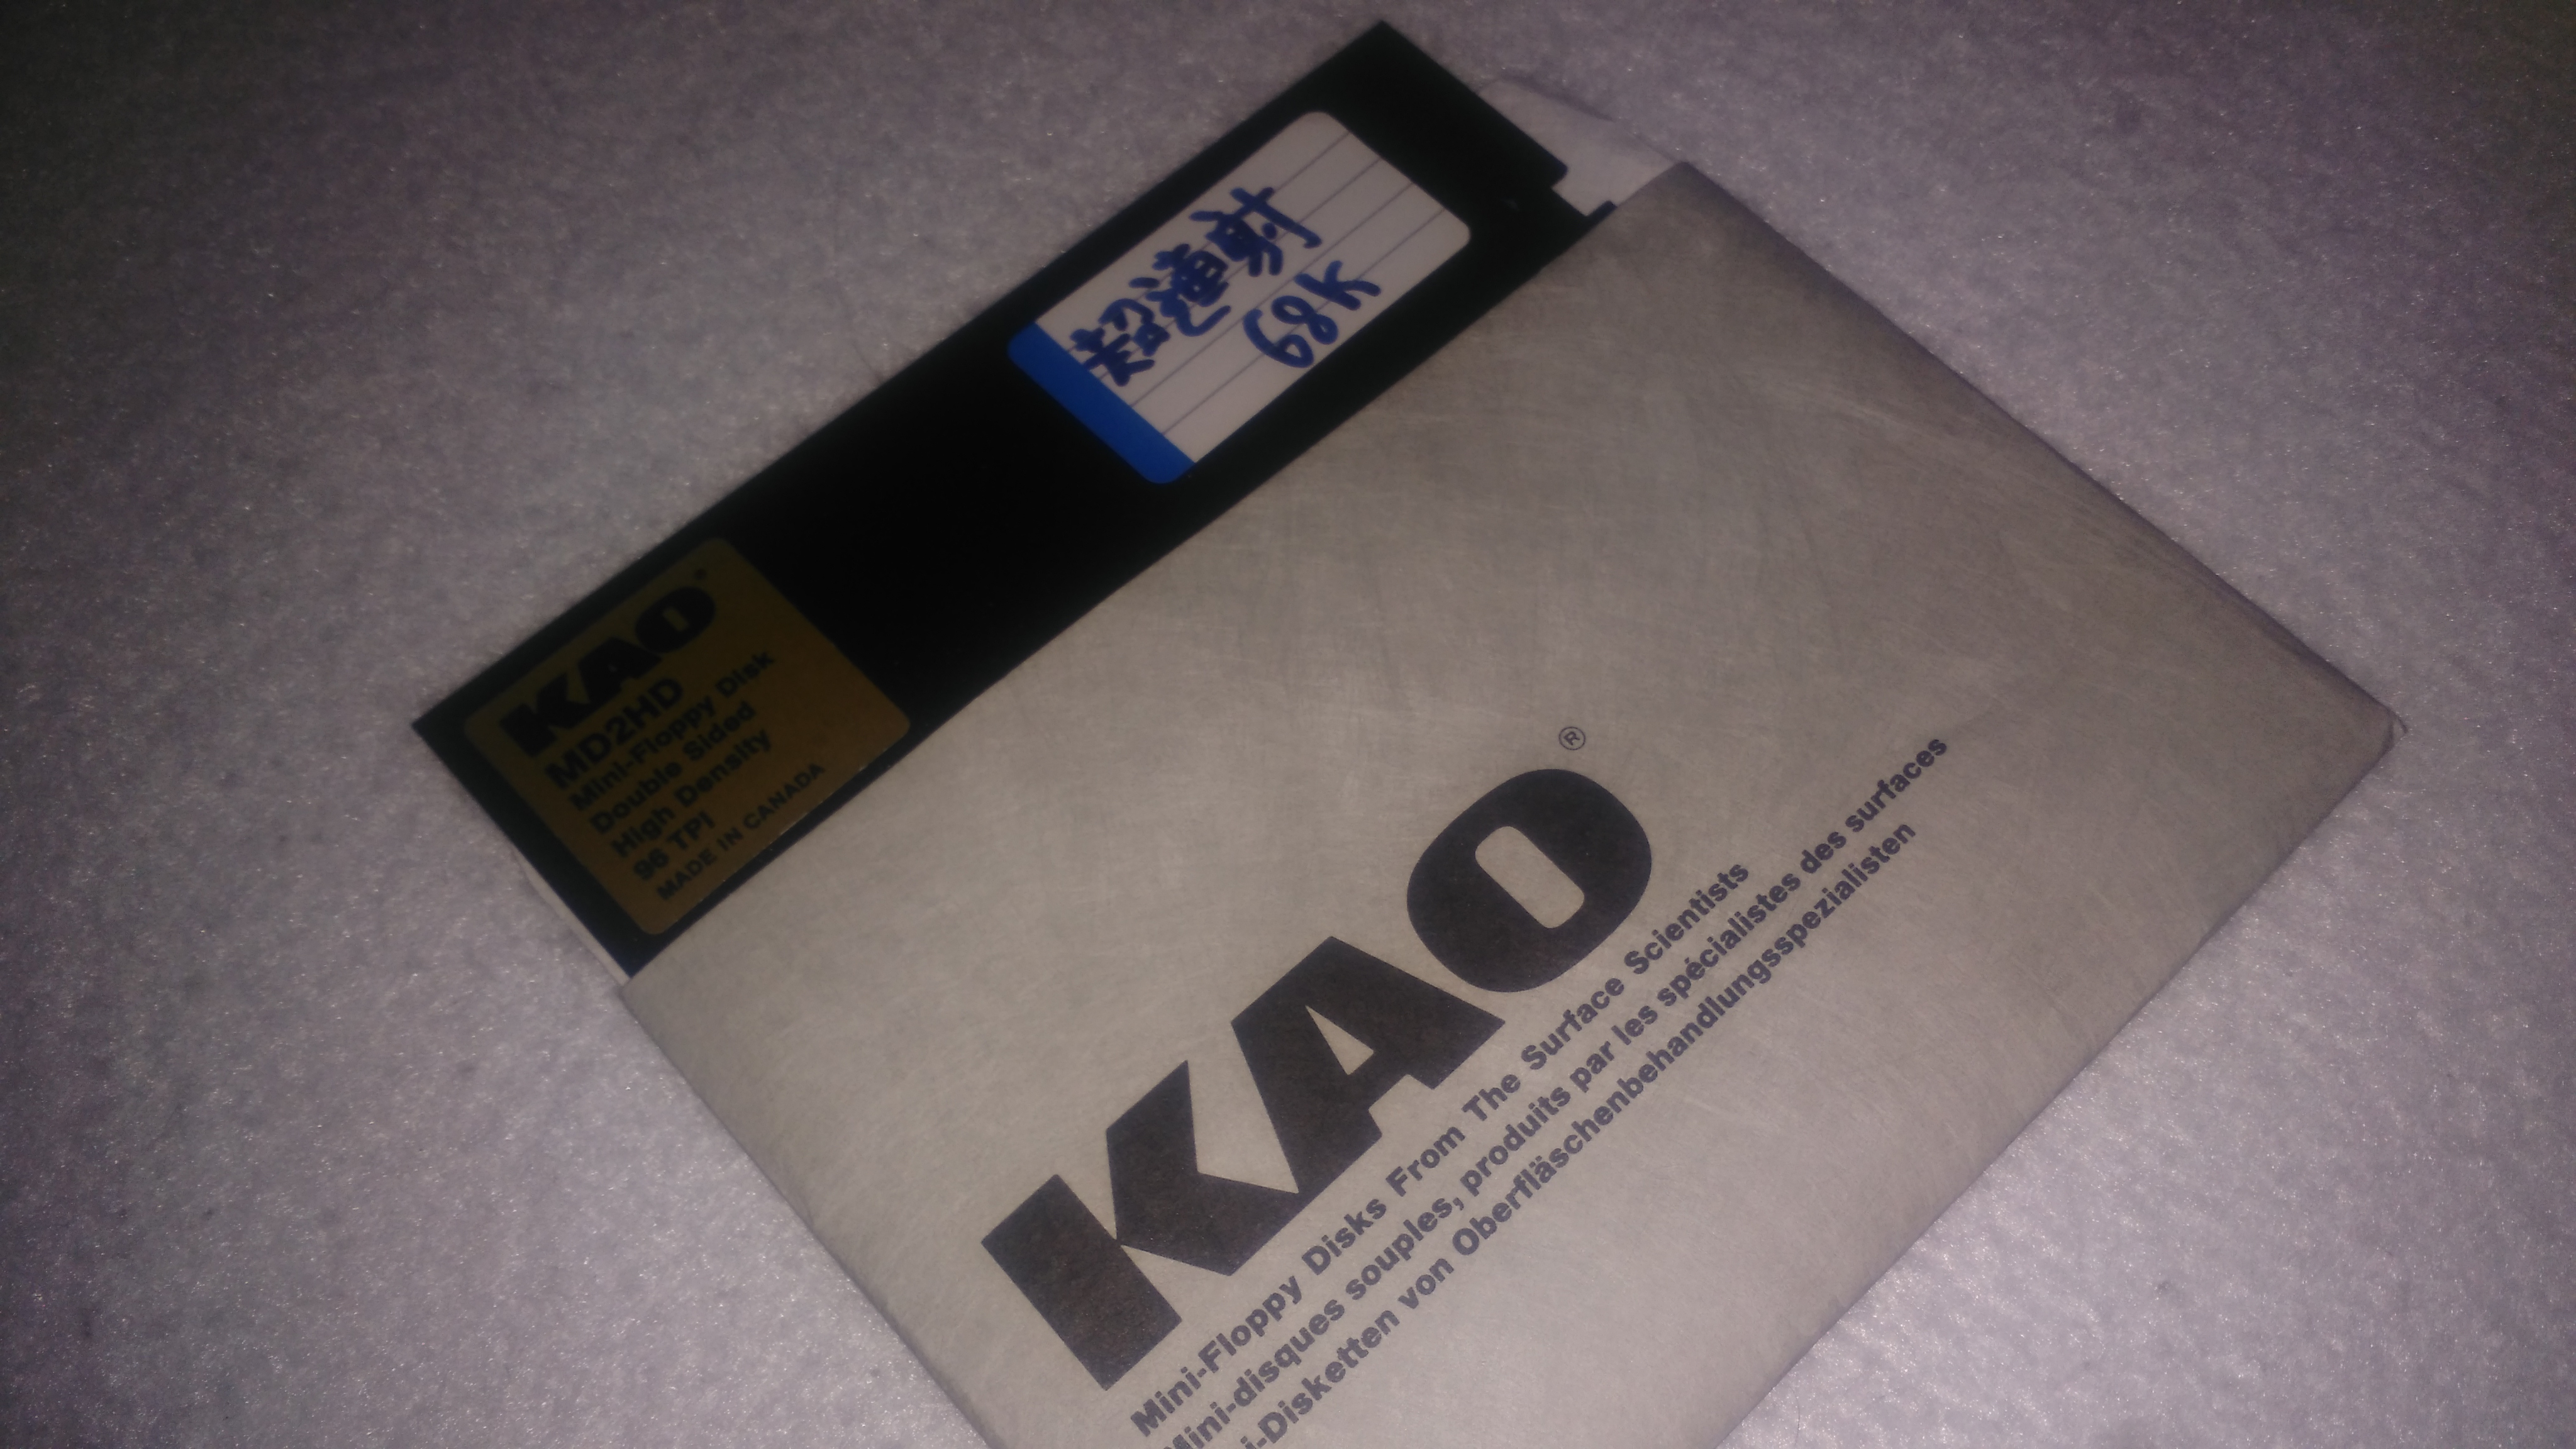 超連射
68K
KAO
MD2HD
Mini-Floppy Disk
Double Sided
High Density
96 TPI
MADE IN CANADA
KAO®
Mini-Floppy Disks From The Surface Scientists
Mini-disques souples, produits par les spécialistes des surfaces
i-Disketten von Oberfläschenbehandlungsspezialisten